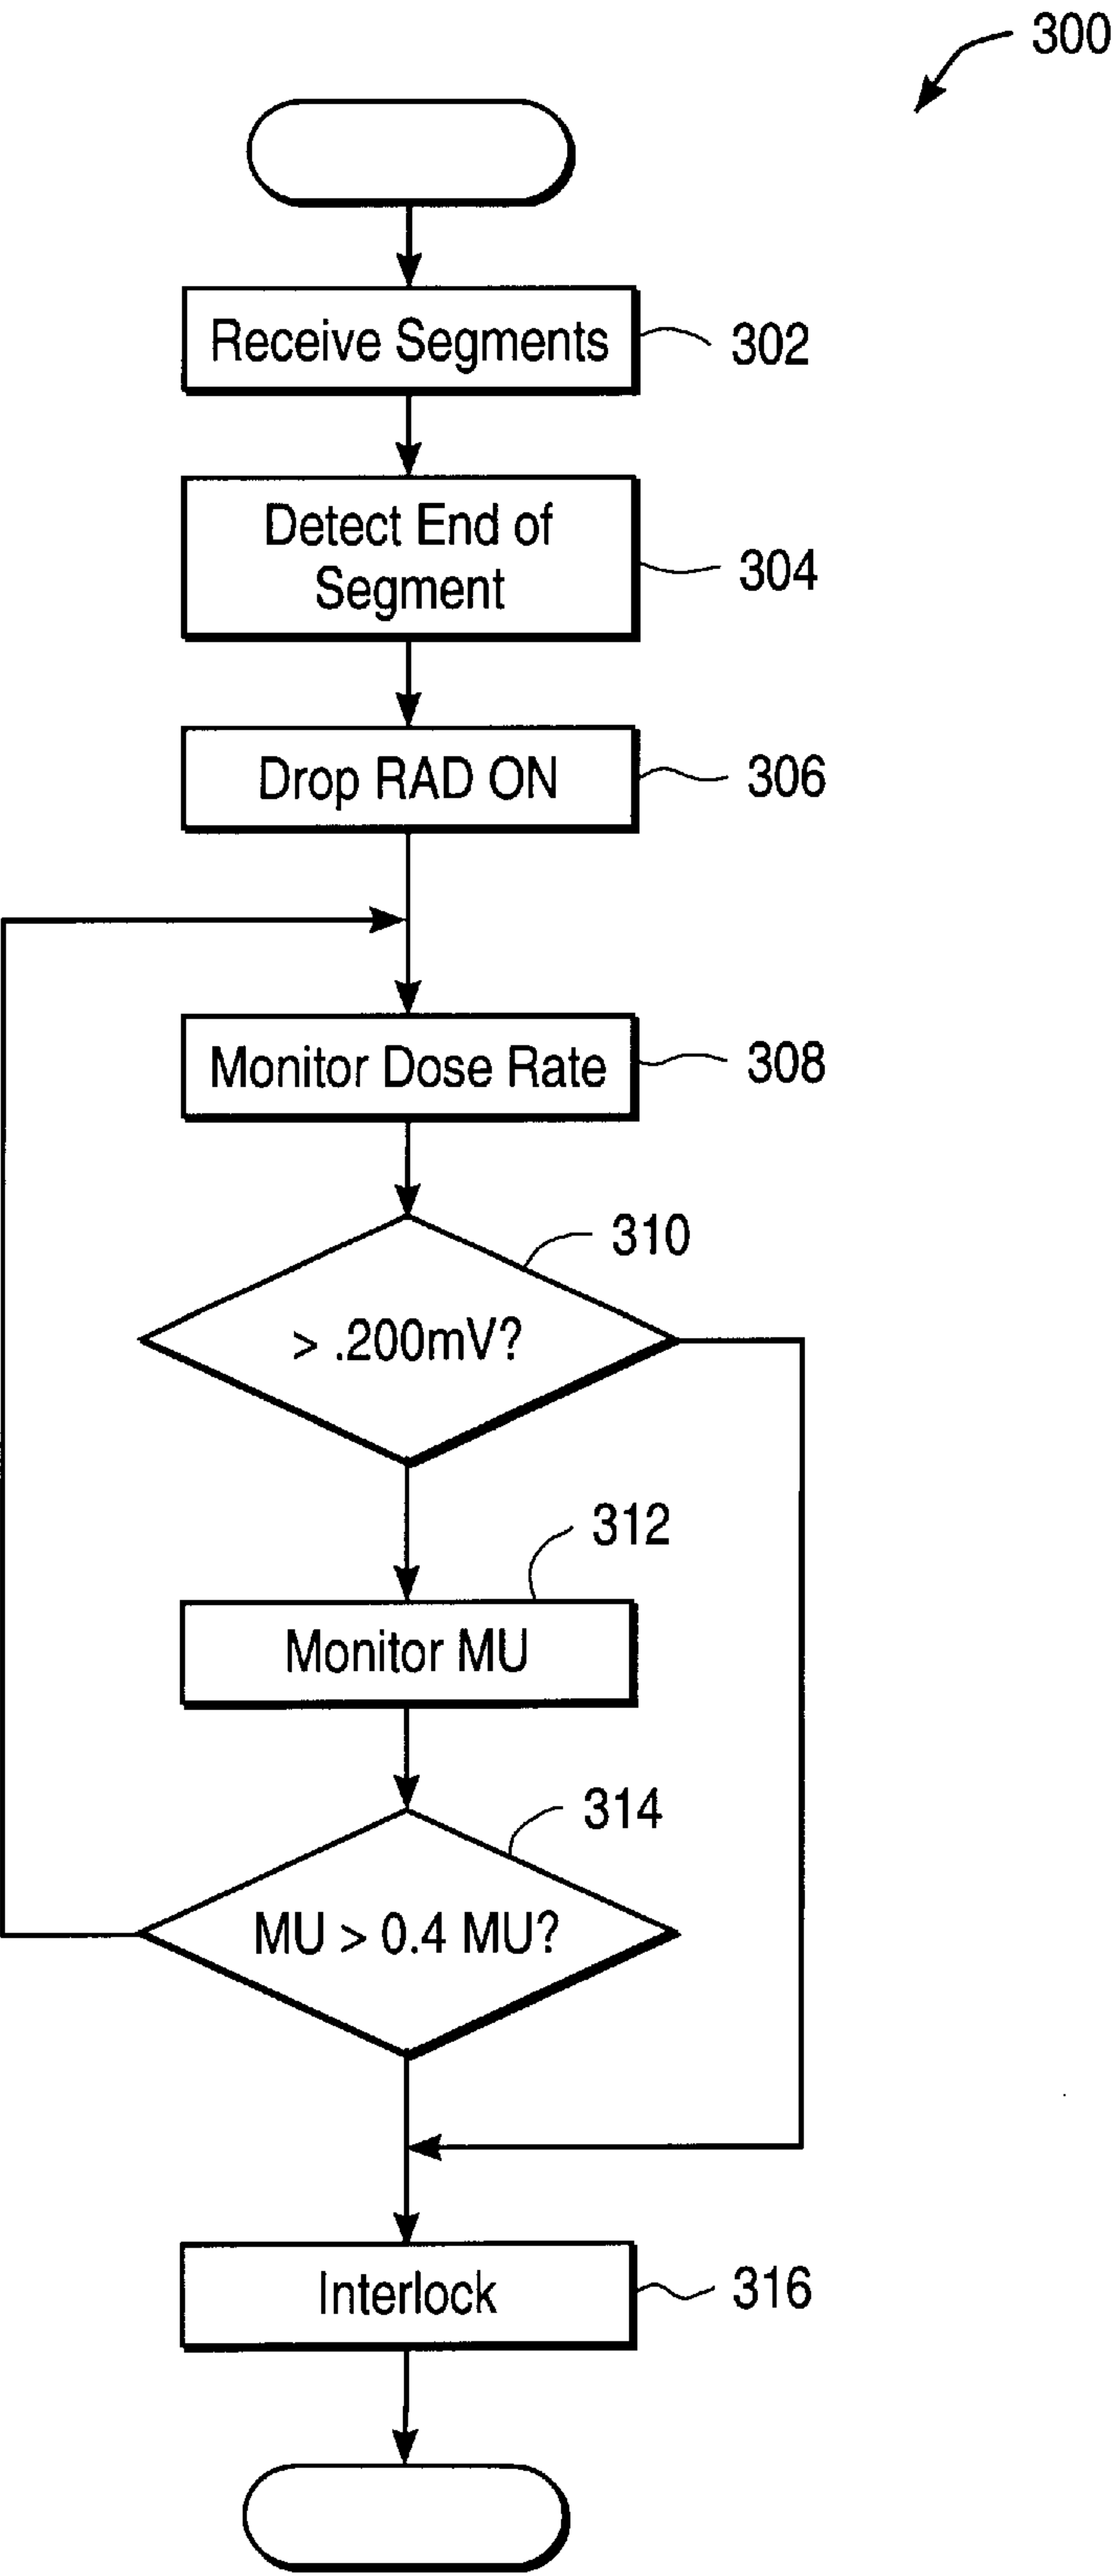 300
Receive Segments
302
Detect End of
Segment
304
Drop RAD ON
306
Monitor Dose Rate
308
310
> .200mV?
312
Monitor MU
314
MU > 0.4 MU?
Interlock
316